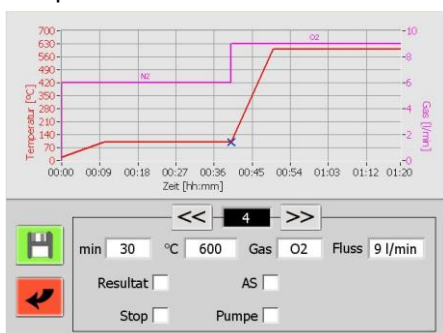 700
630
560
490
420
350
280
210
140
70
0
Temperatur [ºC]
N2
O2
10
8
6
4
2
0
Gas [l/min]
00:00 00:09 00:18 00:27 00:36 00:45 00:54 01:03 01:12 01:20
Zeit [hh:mm]
<< 4 >>
min 30 ºC 600 Gas O2 Fluss 9 l/min
Resultat AS
Stop Pumpe